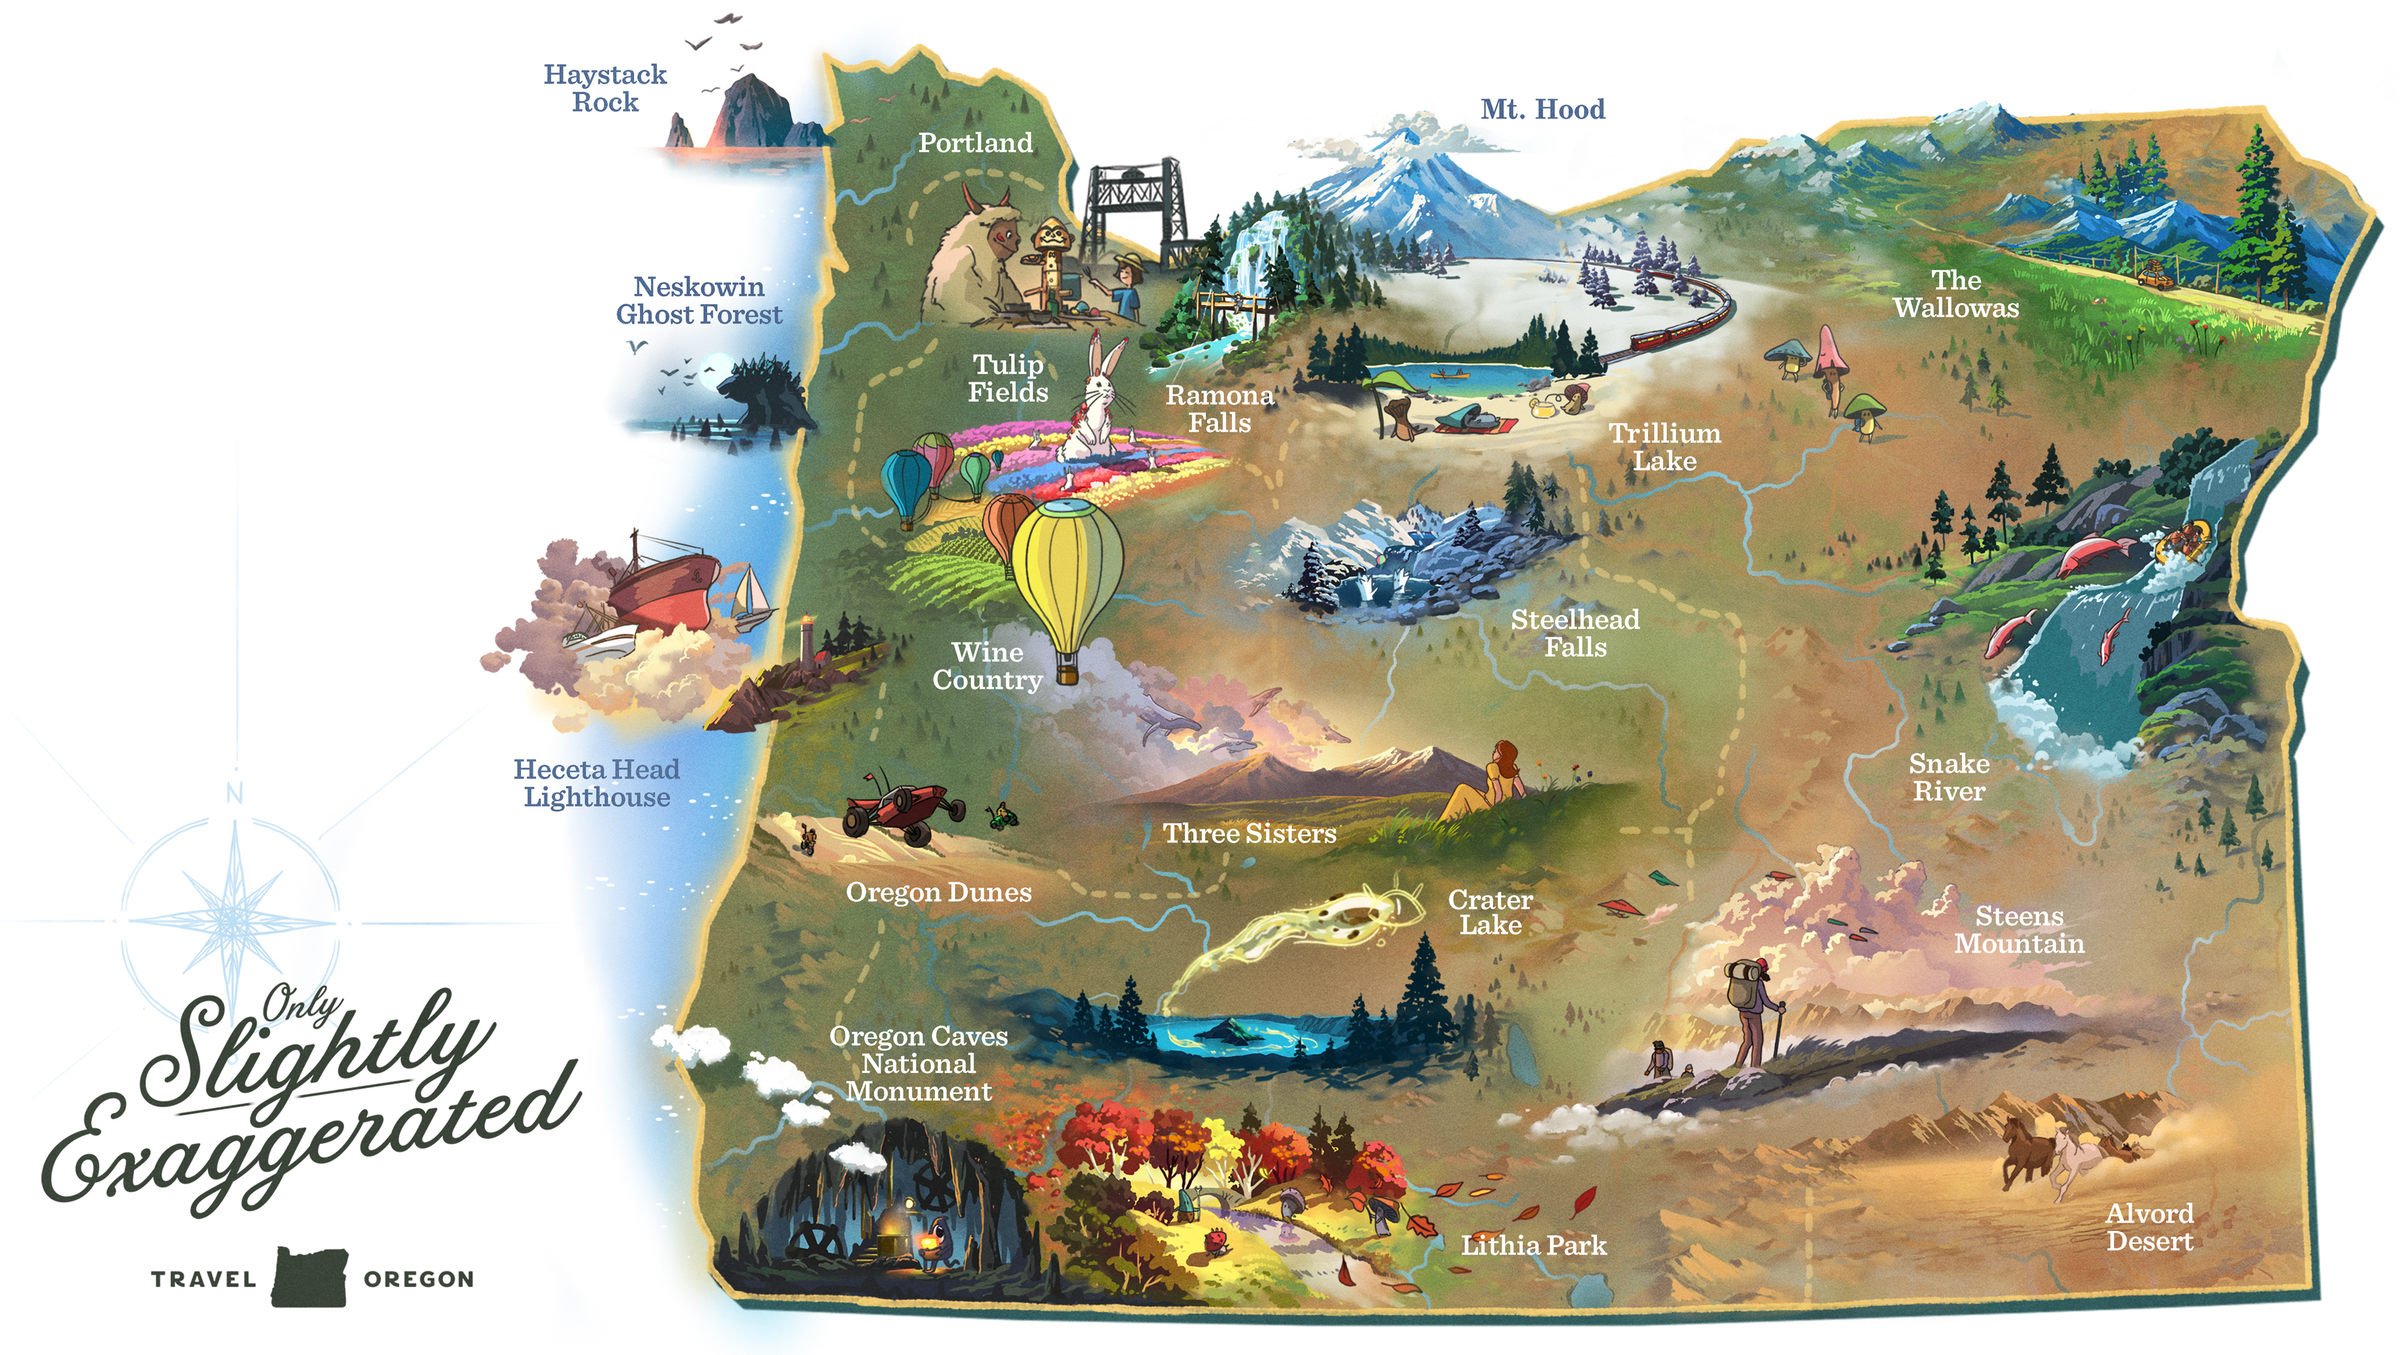 Haystack
Rock
Portland
Mt. Hood
Neskowin
Ghost Forest
The
Wallowas
Tulip
Fields
Ramona
Falls
Trillium
Lake
Steelhead
Falls
Wine
Country
Heceta Head
Lighthouse
Snake
River
Three Sisters
N
Oregon Dunes
Crater
Lake
Steens
Mountain
Oregon Caves
National
Monument
Only
Slightly
Exaggerated
Lithia Park
Alvord
Desert
TRAVEL OREGON